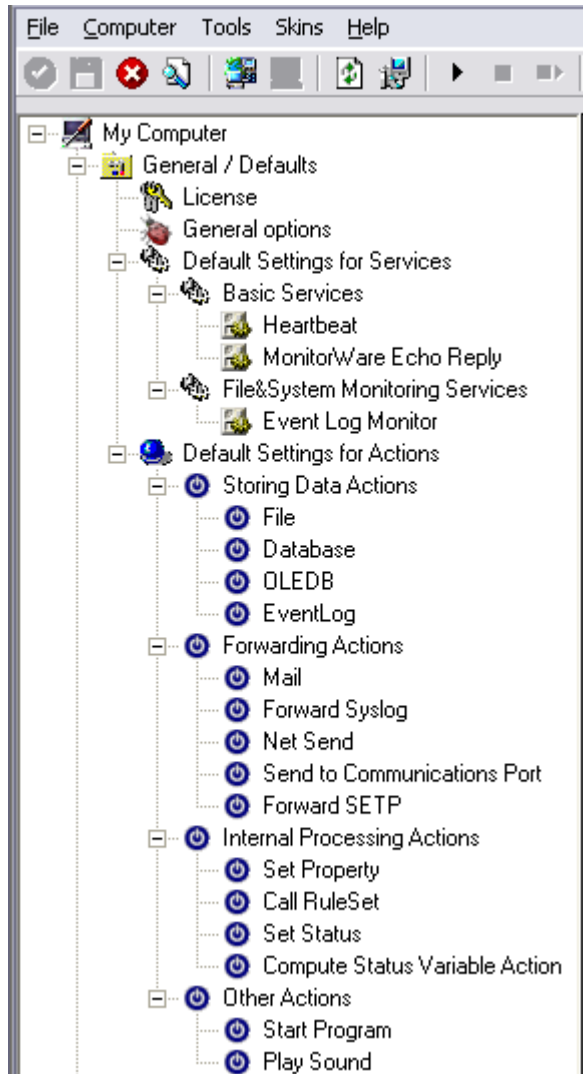 File Computer Tools Skins Help
My Computer
General / Defaults
License
General options
Default Settings for Services
Basic Services
Heartbeat
MonitorWare Echo Reply
File&System Monitoring Services
Event Log Monitor
Default Settings for Actions
Storing Data Actions
File
Database
OLEDB
EventLog
Forwarding Actions
Mail
Forward Syslog
Net Send
Send to Communications Port
Forward SETP
Internal Processing Actions
Set Property
Call RuleSet
Set Status
Compute Status Variable Action
Other Actions
Start Program
Play Sound